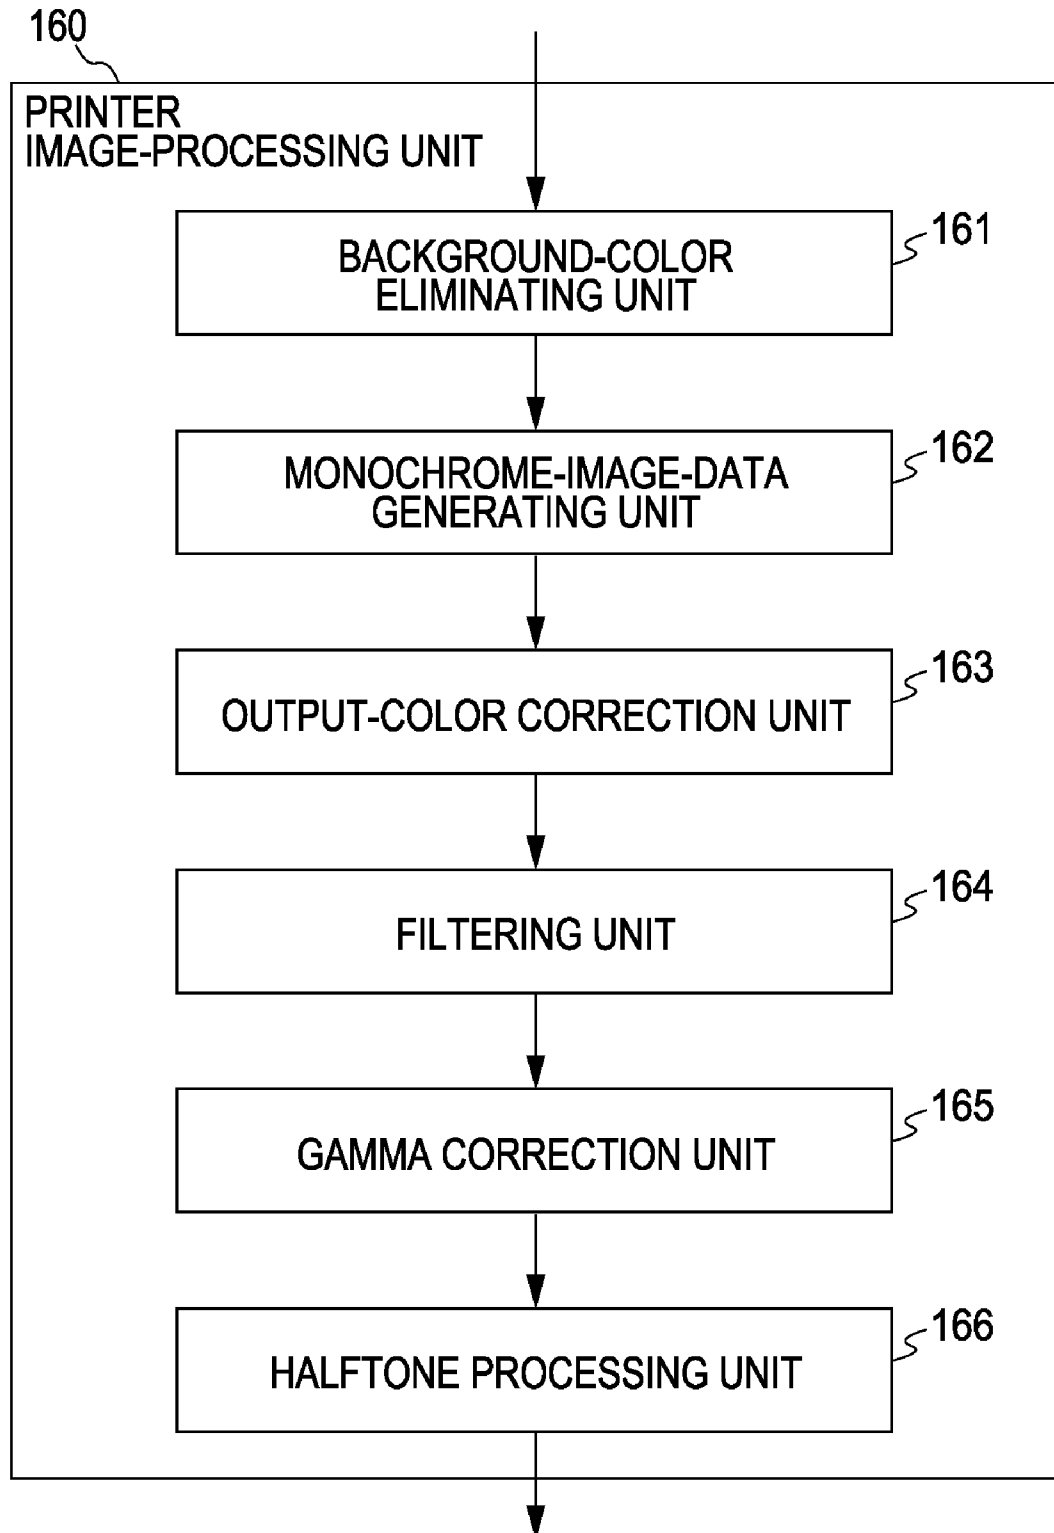 160
PRINTER
IMAGE-PROCESSING UNIT
BACKGROUND-COLOR
ELIMINATING UNIT
161
MONOCHROME-IMAGE-DATA
GENERATING UNIT
162
OUTPUT-COLOR CORRECTION UNIT
163
FILTERING UNIT
164
GAMMA CORRECTION UNIT
165
HALFTONE PROCESSING UNIT
166